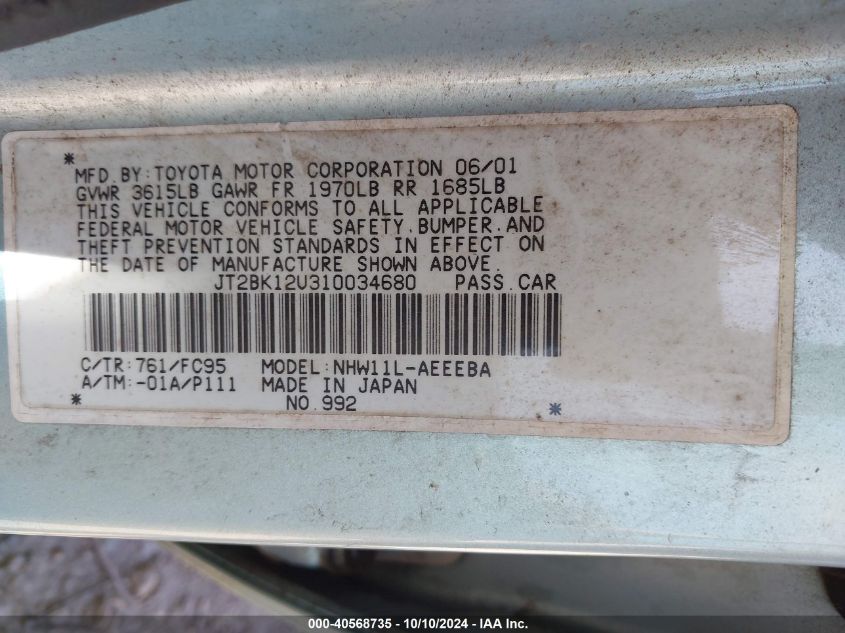 MFD.BY:TOYOTA MOTOR CORPORATION 06/01
GVWR 3615LB GAWR FR 1970LB RR 1685LB
THIS VEHICLE CONFORMS TO ALL APPLICABLE
FEDERAL MOTOR VEHICLE SAFETY,BUMPER,AND
THEFT PREVENTION STANDARDS IN EFFECT ON
THE DATE OF MANUFACTURE SHOWN ABOVE.
JT2BK12U310034680 PASS.CAR
C/TR:761/FC95 MODEL:NHW11L-AEEEBA
A/TM:-01A/P111 MADE IN JAPAN
NO.992
000-40568735 - 10/10/2024 - IAA Inc.